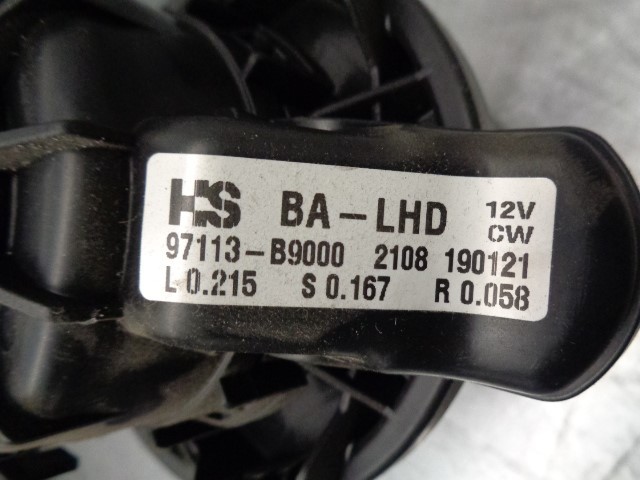 HS BA-LHD 12V CW
97113-B9000 2108 190121
L 0.215 S 0.167 R 0.058